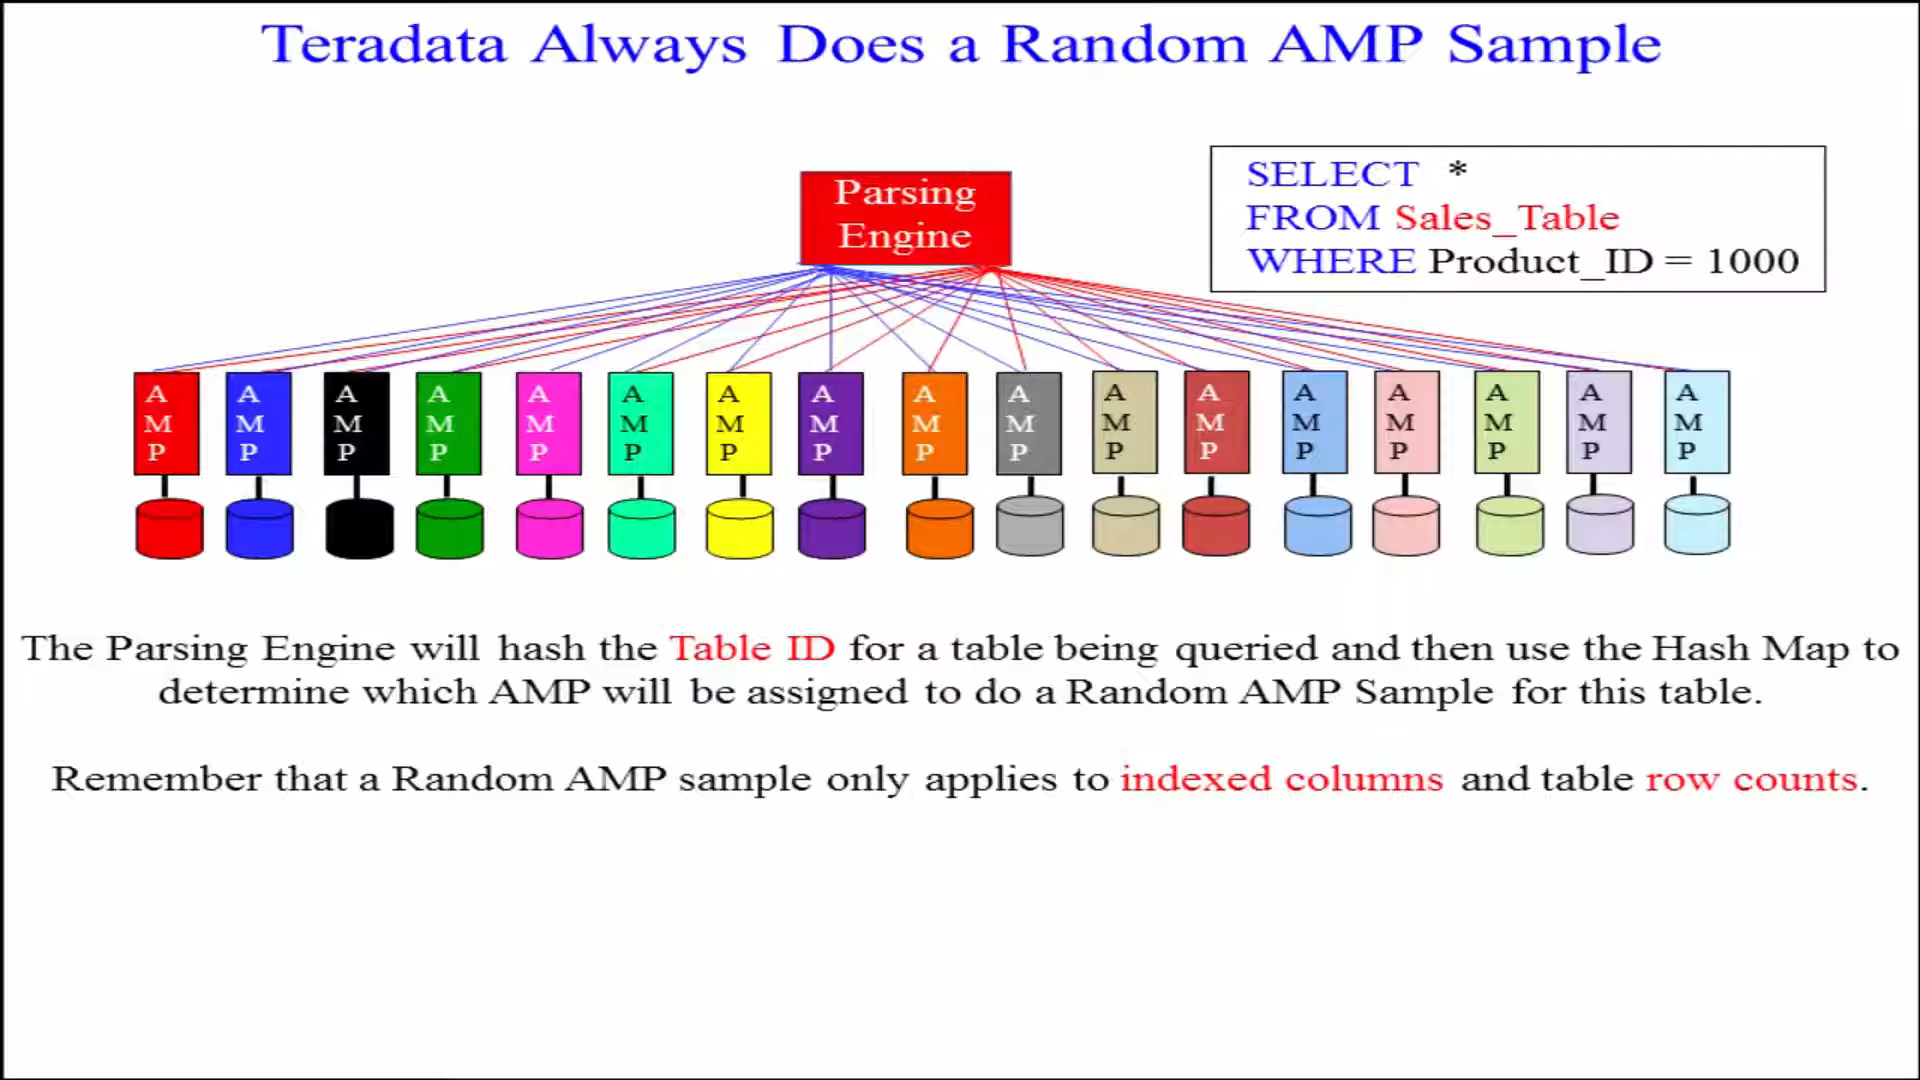 Teradata Always Does a Random AMP Sample
Parsing
Engine
SELECT *
FROM Sales_Table
WHERE Product_ID = 1000
A A A A A A A A A A A A A A A A A
M M M M M M M M M M M M M M M M M
P P P P P P P P P P P P P P P P P
The Parsing Engine will hash the Table ID for a table being queried and then use the Hash Map to
determine which AMP will be assigned to do a Random AMP Sample for this table.
Remember that a Random AMP sample only applies to indexed columns and table row counts.